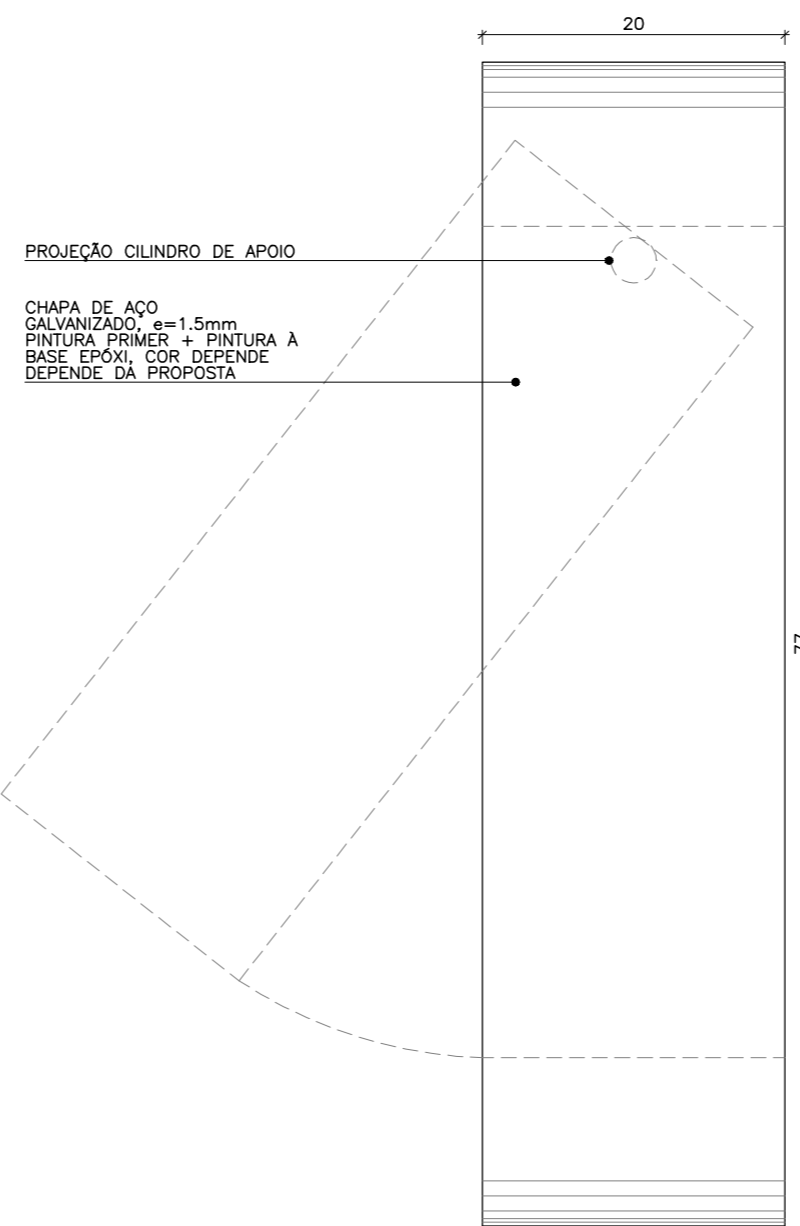 20
PROJEÇÃO CILINDRO DE APOIO
CHAPA DE AÇO
GALVANIZADO, e=1.5mm
PINTURA PRIMER + PINTURA À
BASE EPÓXI, COR DEPENDE
DEPENDE DA PROPOSTA
77